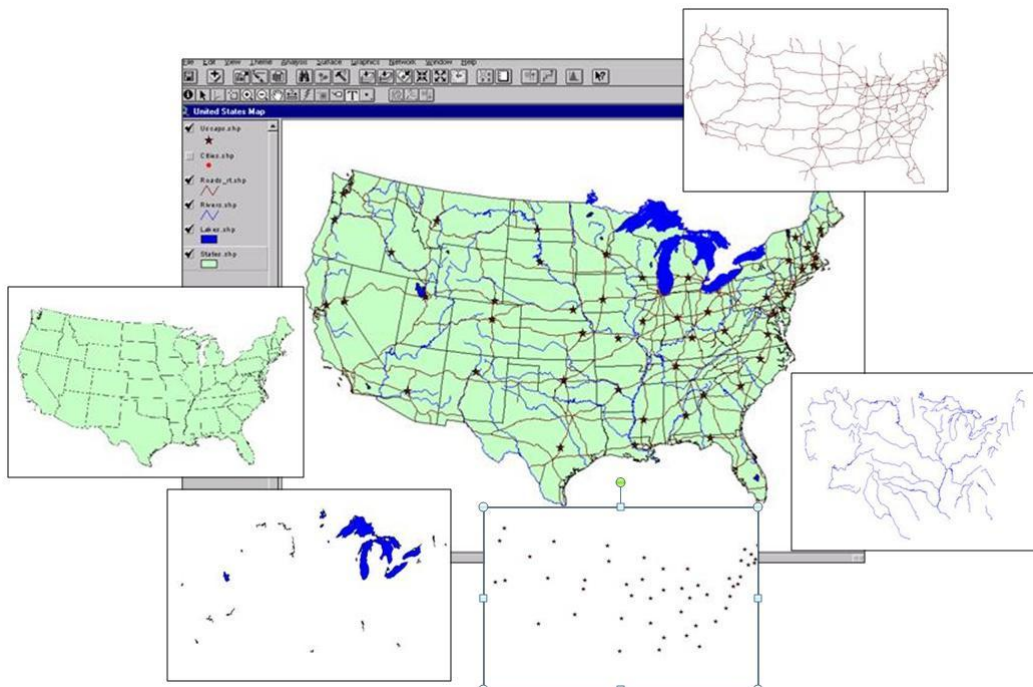 File Edit View Theme Analysis Surface Graphics Network Window Help
United States Map
Uscaps.shp
Cities.shp
Roads_rt.shp
Rivers.shp
Lakes.shp
States.shp